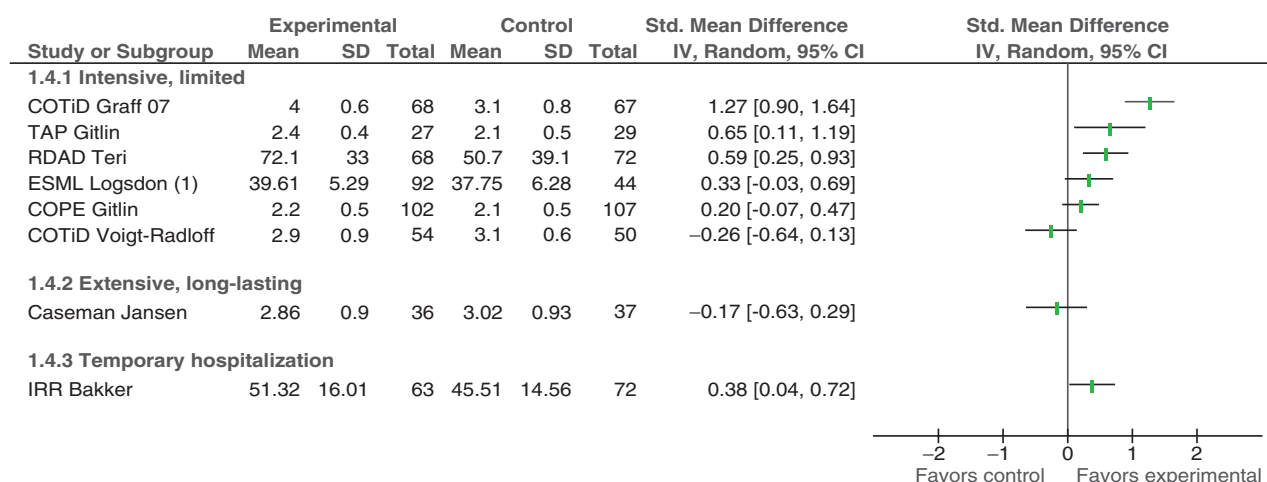 Experimental Control Std. Mean Difference Std. Mean Difference
Study or Subgroup Mean SD Total Mean SD Total IV, Random, 95% CI IV, Random, 95% CI
1.4.1 Intensive, limited
COTiD Graff 07 4 0.6 68 3.1 0.8 67 1.27 [0.90, 1.64]
TAP Gitlin 2.4 0.4 27 2.1 0.5 29 0.65 [0.11, 1.19]
RDAD Teri 72.1 33 68 50.7 39.1 72 0.59 [0.25, 0.93]
ESML Logsdon (1) 39.61 5.29 92 37.75 6.28 44 0.33 [-0.03, 0.69]
COPE Gitlin 2.2 0.5 102 2.1 0.5 107 0.20 [-0.07, 0.47]
COTiD Voigt-Radloff 2.9 0.9 54 3.1 0.6 50 −0.26 [-0.64, 0.13]
1.4.2 Extensive, long-lasting
Caseman Jansen 2.86 0.9 36 3.02 0.93 37 −0.17 [-0.63, 0.29]
1.4.3 Temporary hospitalization
IRR Bakker 51.32 16.01 63 45.51 14.56 72 0.38 [0.04, 0.72]
−2 −1 0 1 2
Favors control Favors experimental